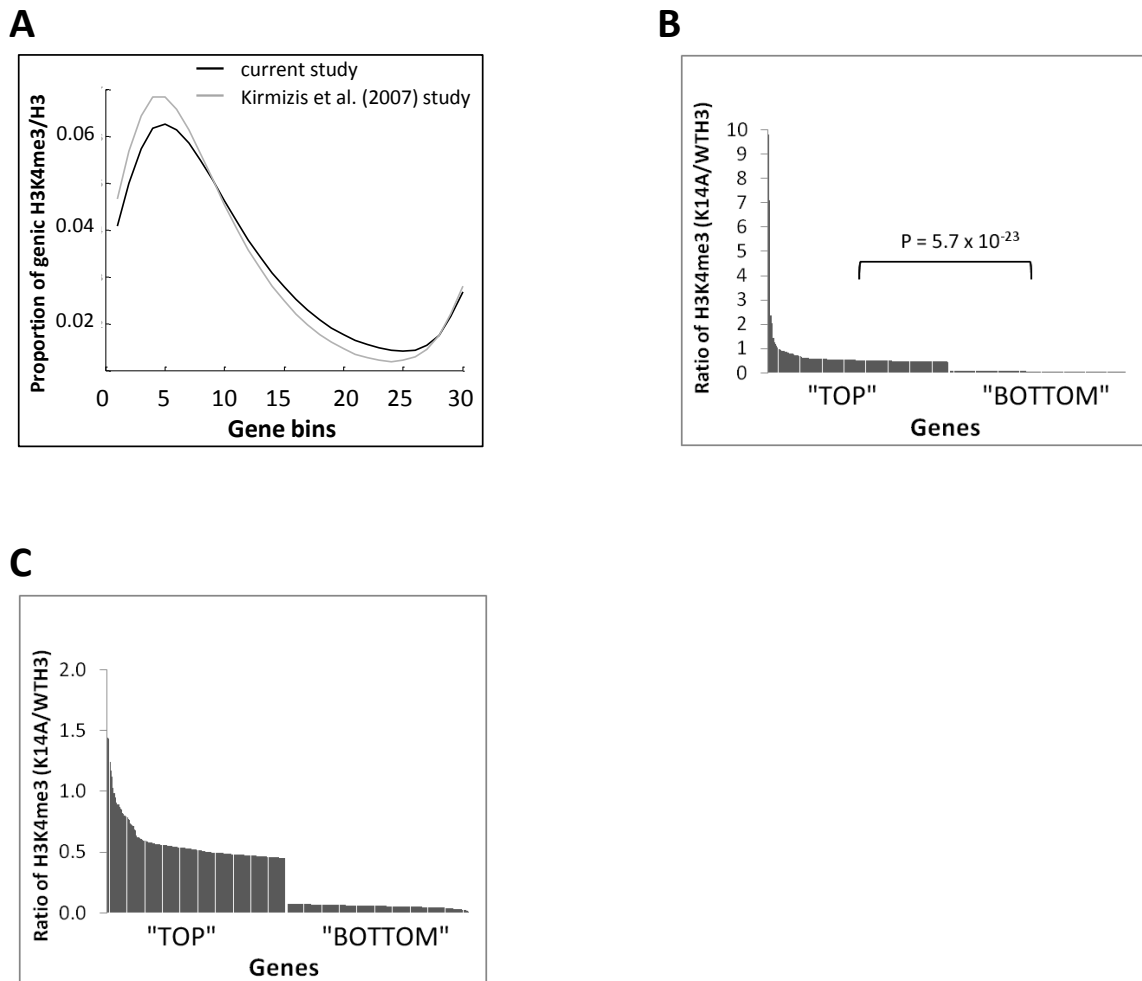 A
current study
Kirmizis et al. (2007) study
Proportion of genic H3K4me3/H3
0.06
0.04
0.02
0 5 10 15 20 25 30
Gene bins
B
Ratio of H3K4me3 (K14A/WTH3)
10
9
8
7
6
5
4
3
2
1
0
P = 5.7 x 10⁻²³
"TOP" "BOTTOM"
Genes
C
Ratio of H3K4me3 (K14A/WTH3)
2.0
1.5
1.0
0.5
0.0
"TOP" "BOTTOM"
Genes